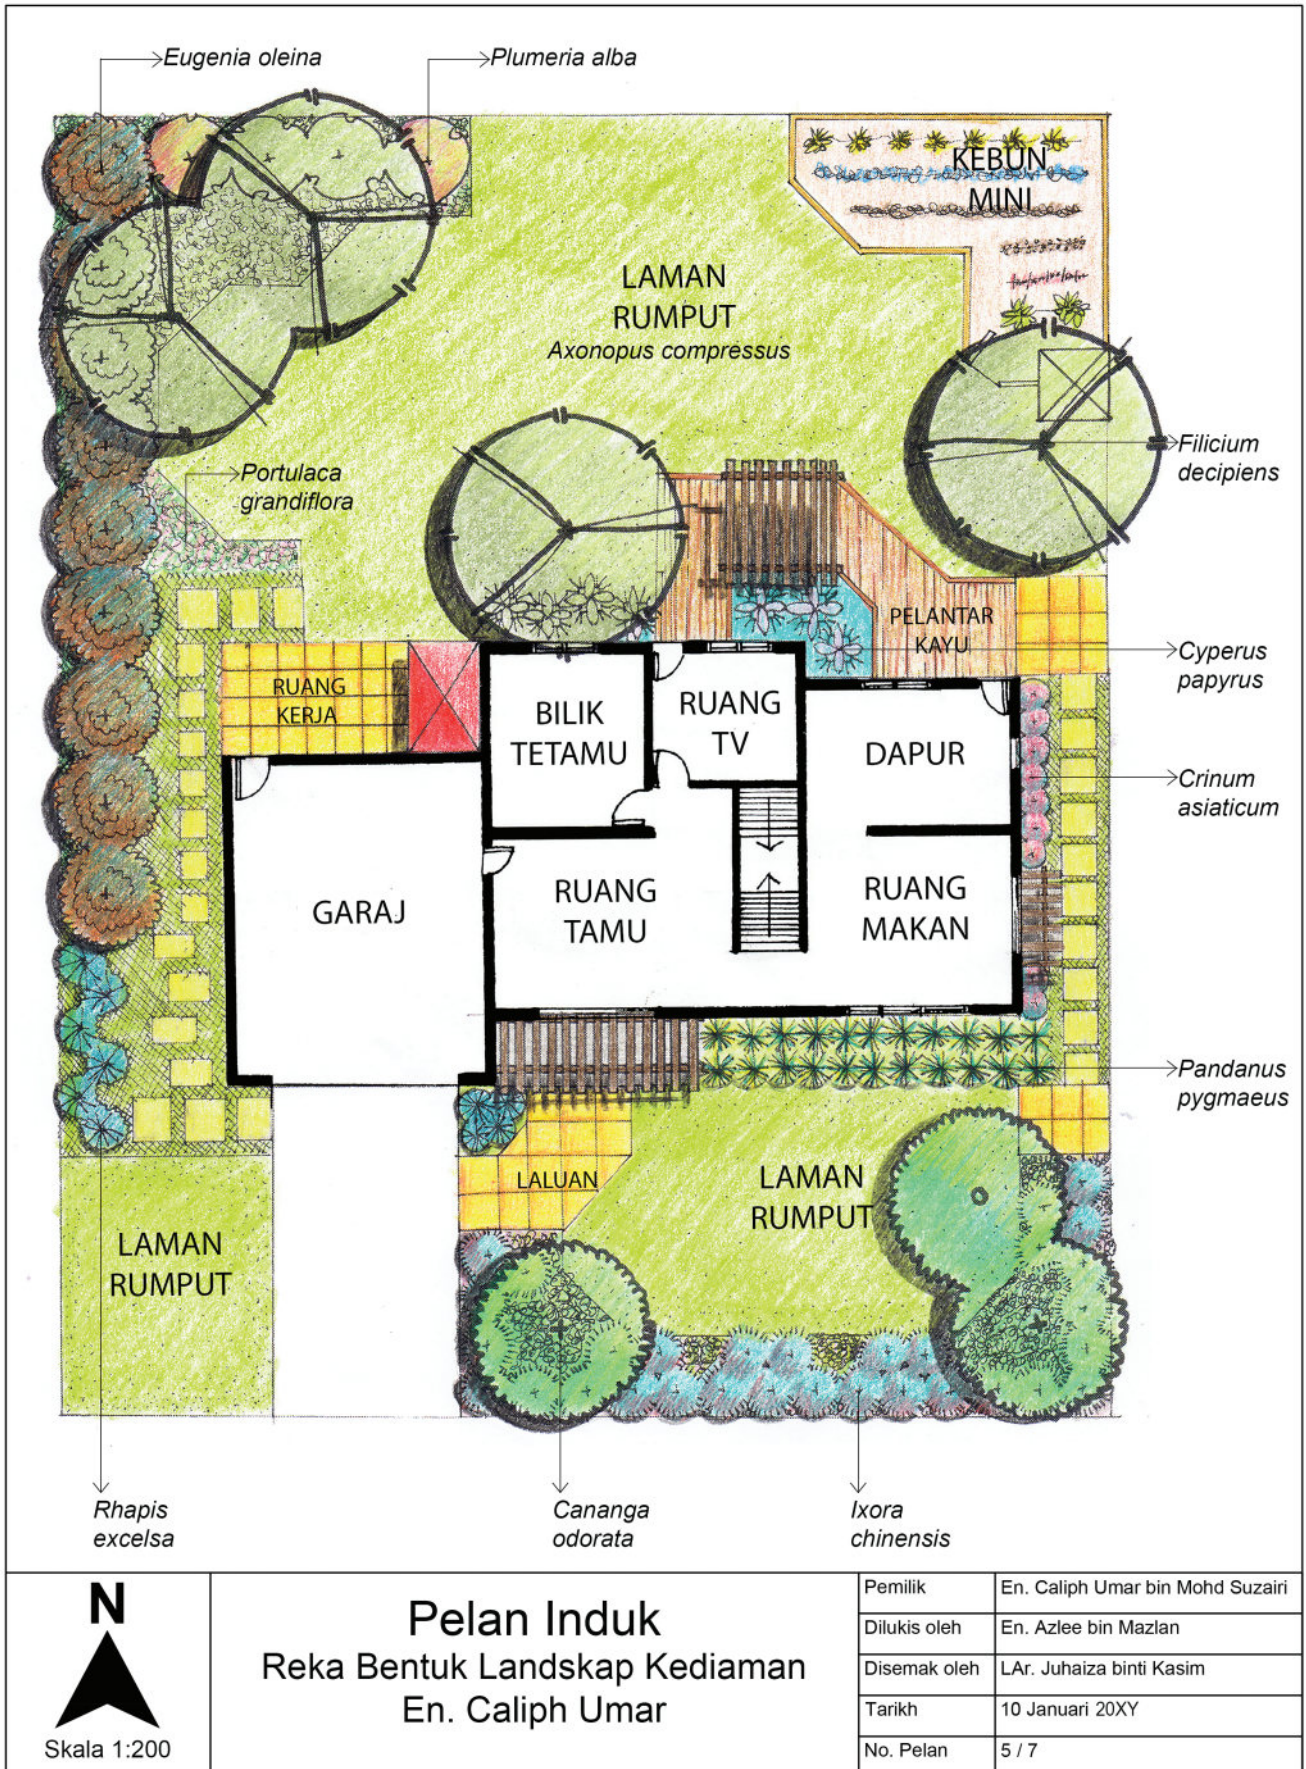 Eugenia oleina
Plumeria alba
KEBUN
MINI
LAMAN
RUMPUT
Axonopus compressus
Filicium
decipiens
Portulaca
grandiflora
PELANTAR
KAYU
Cyperus
papyrus
RUANG
KERJA
BILIK
TETAMU
RUANG
TV
DAPUR
Crinum
asiaticum
GARAJ
RUANG
TAMU
RUANG
MAKAN
Pandanus
pygmaeus
LALUAN
LAMAN
RUMPUT
LAMAN
RUMPUT
Rhapis
excelsa
Cananga
odorata
Ixora
chinensis
N
Skala 1:200
Pelan Induk
Reka Bentuk Landskap Kediaman
En. Caliph Umar
Pemilik En. Caliph Umar bin Mohd Suzairi
Dilukis oleh En. Azlee bin Mazlan
Disemak oleh LAr. Juhaiza binti Kasim
Tarikh 10 Januari 20XY
No. Pelan 5 / 7